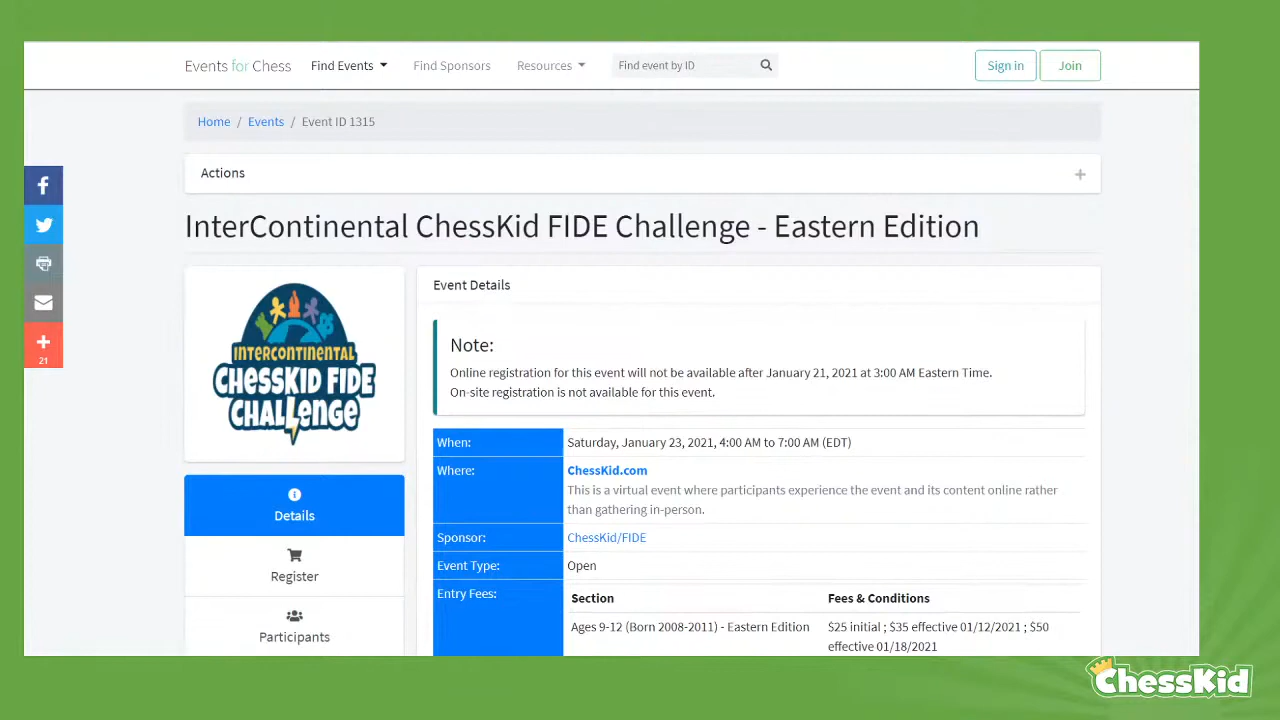 Events for Chess Find Events Find Sponsors Resources Find event by ID Sign in Join
Home / Events / Event ID 1315
Actions
InterContinental ChessKid FIDE Challenge - Eastern Edition
21
INTERCONTINENTAL
CHESSKID FIDE
CHALLENGE
Details
Register
Participants
Event Details
Note:
Online registration for this event will not be available after January 21, 2021 at 3:00 AM Eastern Time.
On-site registration is not available for this event.
When: Saturday, January 23, 2021, 4:00 AM to 7:00 AM (EDT)
Where: ChessKid.com
This is a virtual event where participants experience the event and its content online rather
than gathering in-person.
Sponsor: ChessKid/FIDE
Event Type: Open
Entry Fees: Section Fees & Conditions
Ages 9-12 (Born 2008-2011) - Eastern Edition $25 initial ; $35 effective 01/12/2021 ; $50
effective 01/18/2021
ChessKid